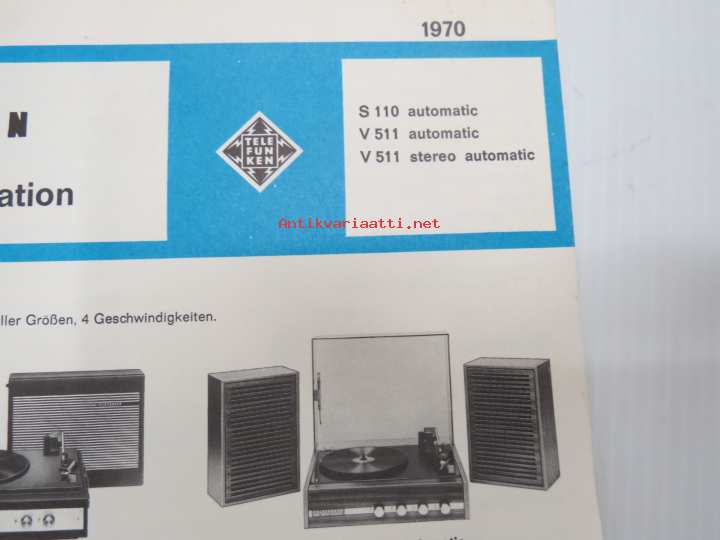 1970
N
ation
TELE
FUN
KEN
S 110 automatic
V 511 automatic
V 511 stereo automatic
Antikvariaatti.net
ller Größen, 4 Geschwindigkeiten.